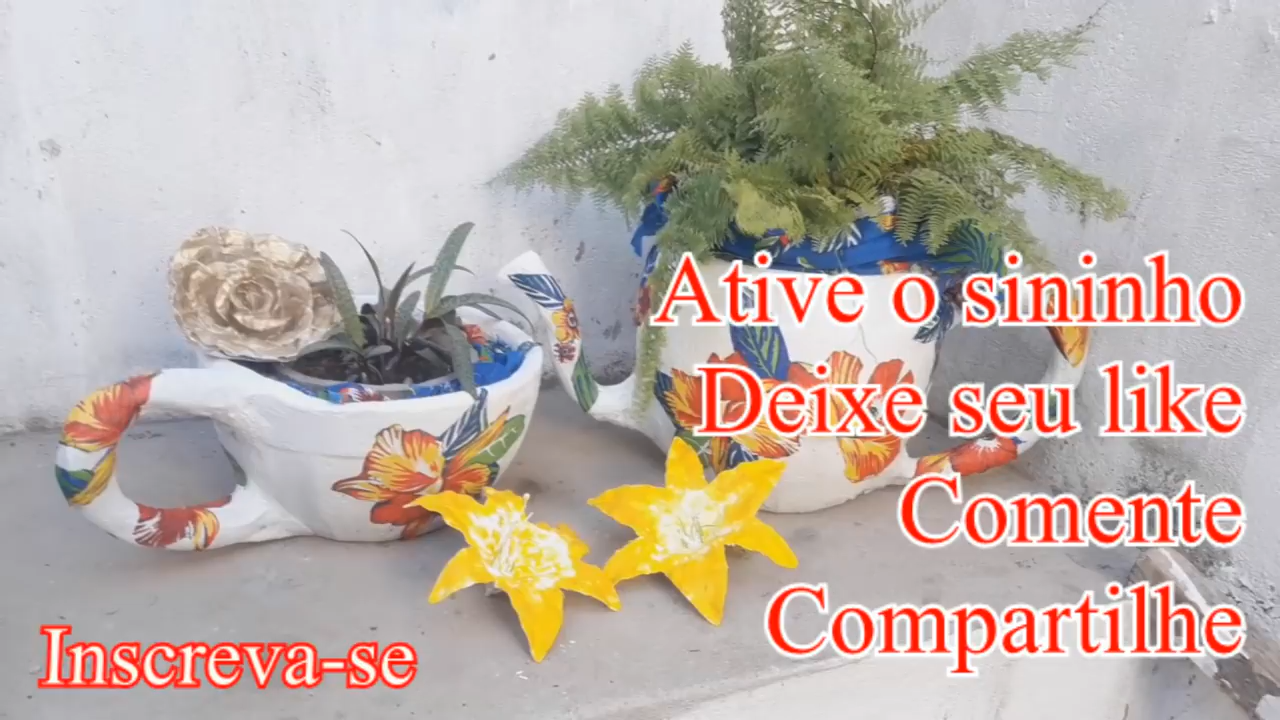 Ative o sininho
Deixe seu like
Comente
Compartilhe
Inscreva-se